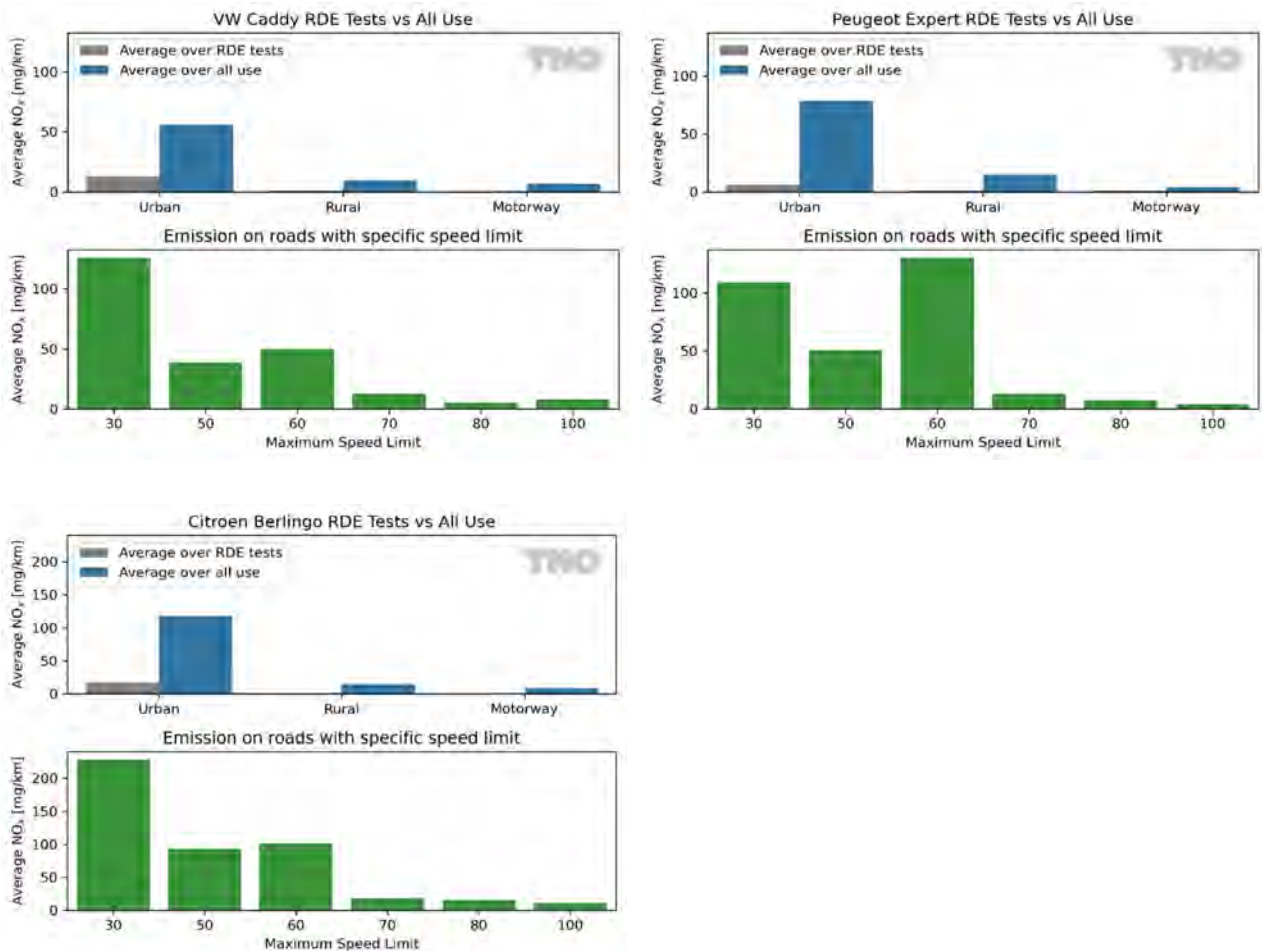 VW Caddy RDE Tests vs All Use
Average NOx [mg/km]
100
50
0
Average over RDE tests
Average over all use
TNO
Urban Rural Motorway
Emission on roads with specific speed limit
Average NOx [mg/km]
100
50
0
30 50 60 70 80 100
Maximum Speed Limit
Peugeot Expert RDE Tests vs All Use
Average NOx [mg/km]
100
50
0
Average over RDE tests
Average over all use
TNO
Urban Rural Motorway
Emission on roads with specific speed limit
Average NOx [mg/km]
100
50
0
30 50 60 70 80 100
Maximum Speed Limit
Citroen Berlingo RDE Tests vs All Use
Average NOx [mg/km]
200
150
100
50
0
Average over RDE tests
Average over all use
TNO
Urban Rural Motorway
Emission on roads with specific speed limit
Average NOx [mg/km]
200
150
100
50
0
30 50 60 70 80 100
Maximum Speed Limit